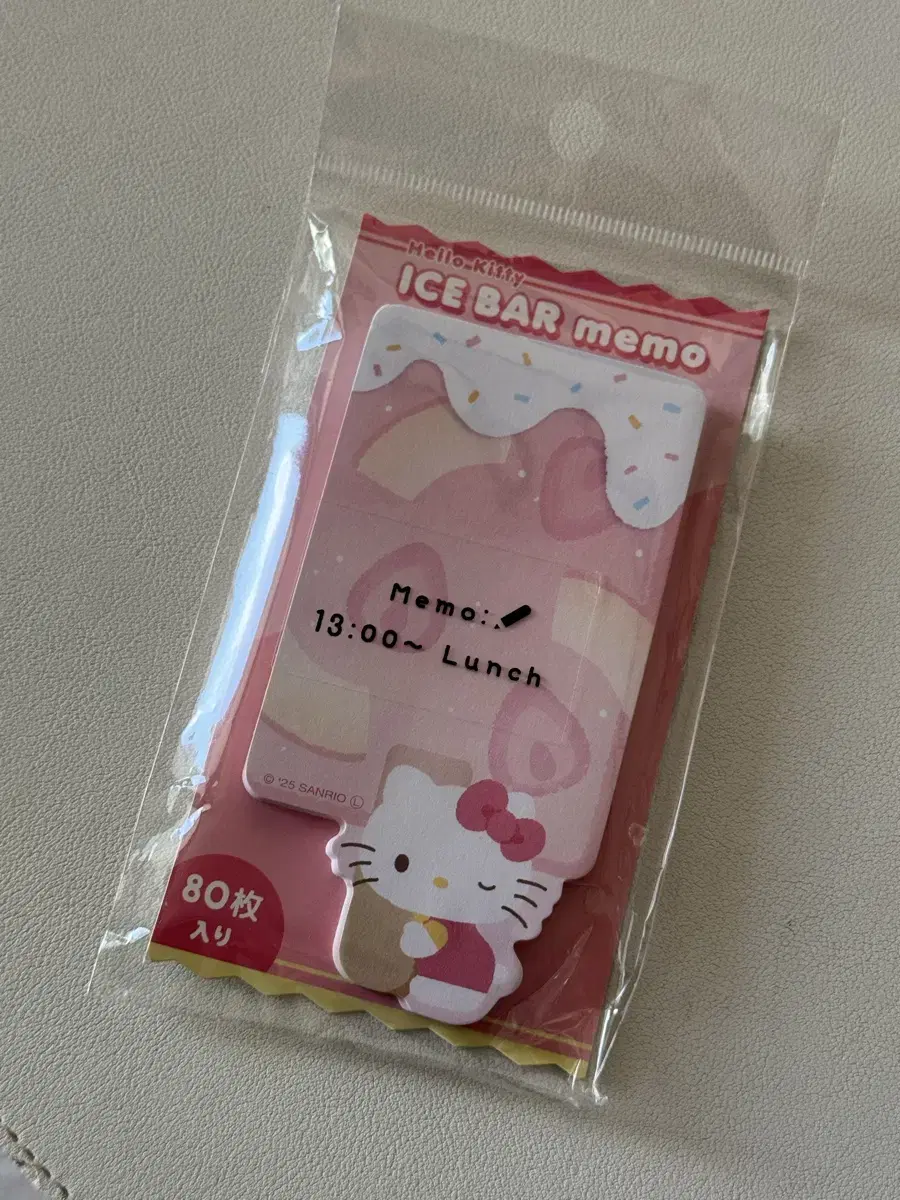 Hello Kitty
ICE BAR memo
Memo:
13:00~ Lunch
© '25 SANRIO Ⓛ
80枚
入り